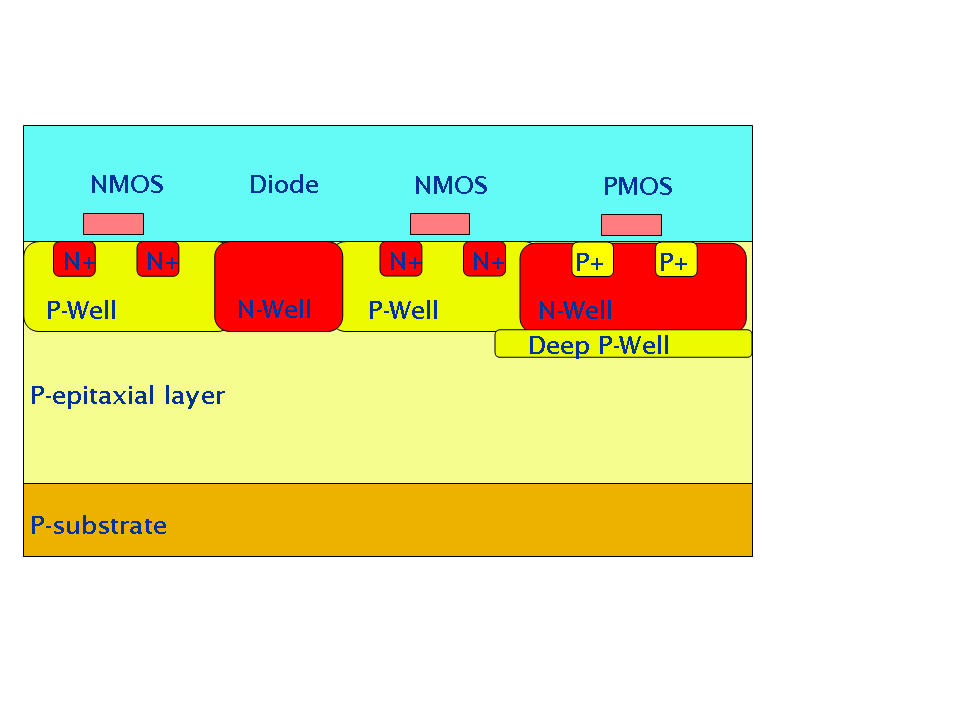 NMOS
Diode
NMOS
PMOS
N+
N+
N+
N+
P+
P+
P-Well
N-Well
P-Well
N-Well
Deep P-Well
P-epitaxial layer
P-substrate